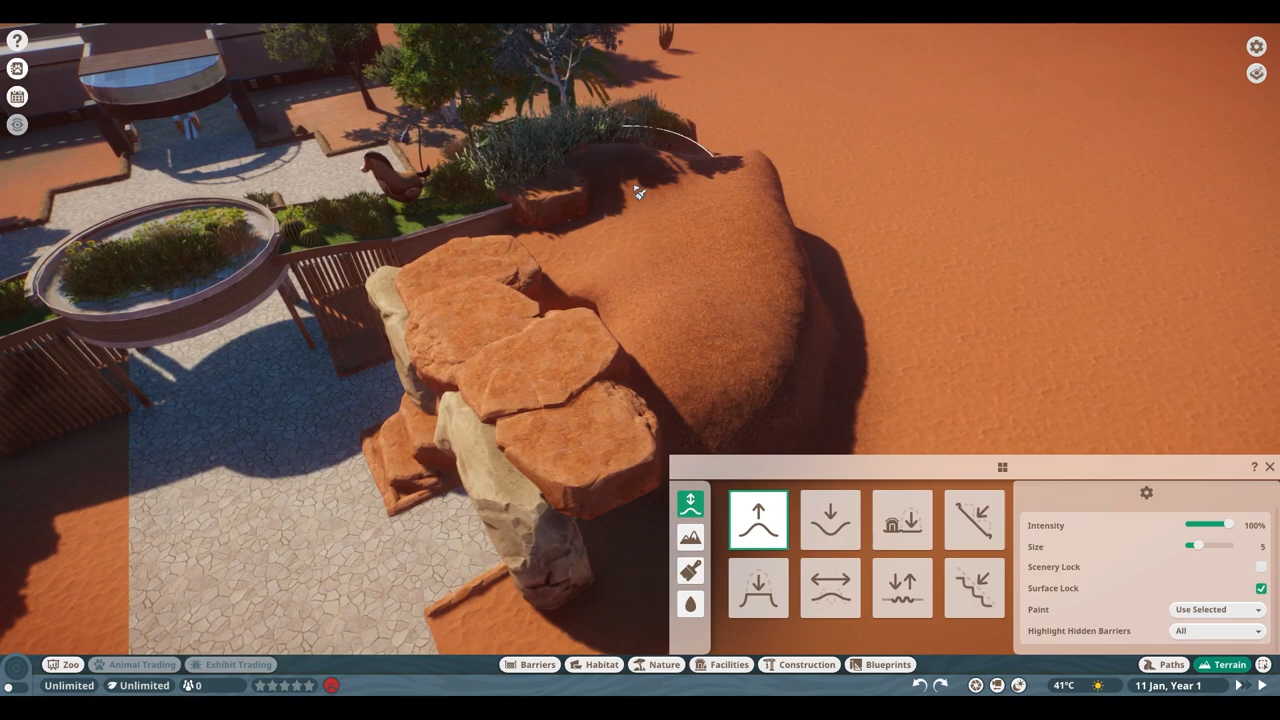 ?
? ×
Intensity 100%
Size 5
Scenery Lock
Surface Lock
Paint Use Selected
Highlight Hidden Barriers All
Zoo Animal Trading Exhibit Trading Barriers Habitat Nature Facilities Construction Blueprints Paths Terrain
Unlimited Unlimited 0 41°C 11 Jan, Year 1